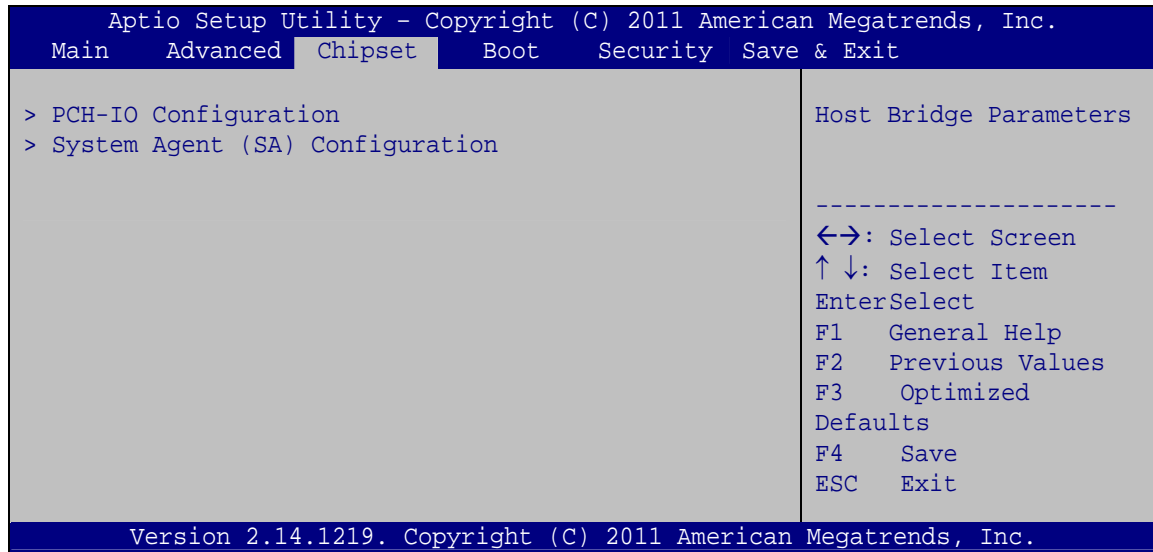 Aptio Setup Utility – Copyright (C) 2011 American Megatrends, Inc.
Main Advanced Chipset Boot Security Save & Exit
> PCH-IO Configuration
> System Agent (SA) Configuration
Host Bridge Parameters
---------------------
←→: Select Screen
↑ ↓: Select Item
EnterSelect
F1 General Help
F2 Previous Values
F3 Optimized
Defaults
F4 Save
ESC Exit
Version 2.14.1219. Copyright (C) 2011 American Megatrends, Inc.